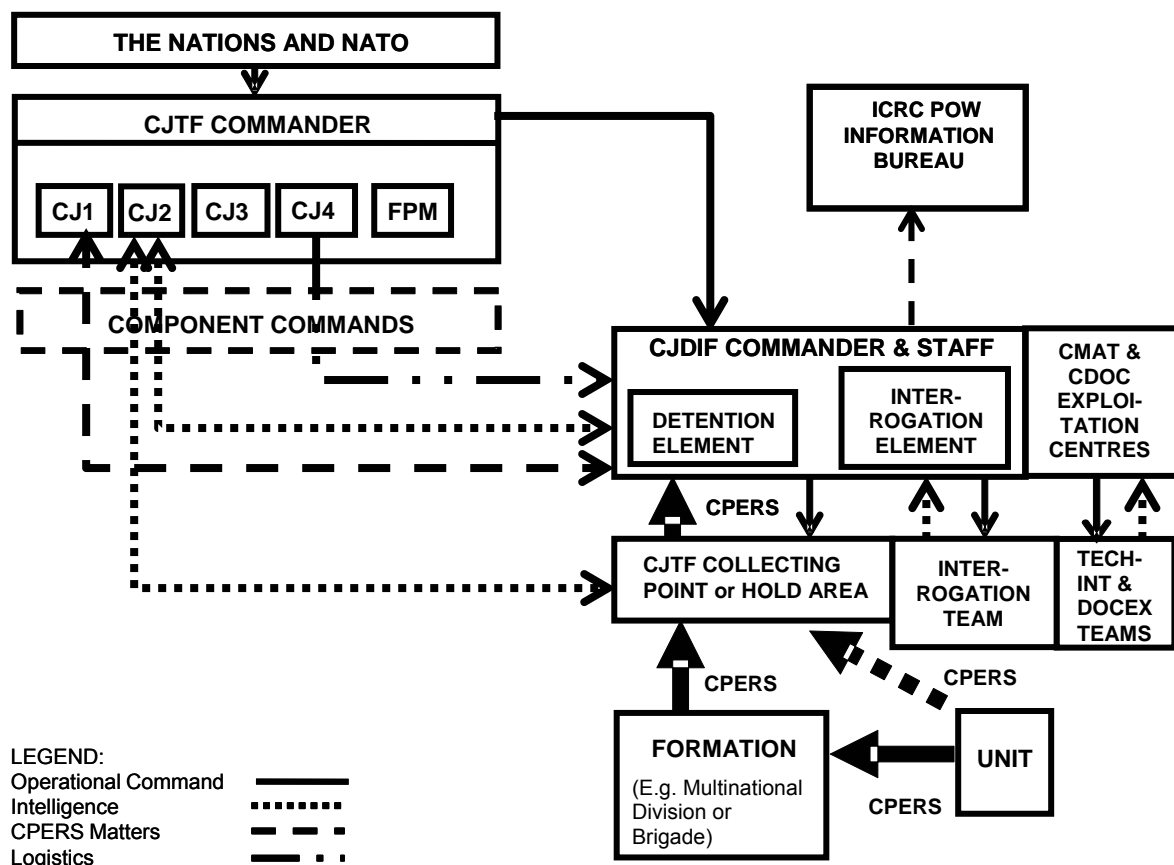 THE NATIONS AND NATO
CJTF COMMANDER
CJ1
CJ2
CJ3
CJ4
FPM
COMPONENT COMMANDS
ICRC POW
INFORMATION
BUREAU
CJDIF COMMANDER & STAFF
DETENTION
ELEMENT
INTER-
ROGATION
ELEMENT
CMAT &
CDOC
EXPLOI-
TATION
CENTRES
CPERS
CJTF COLLECTING
POINT or HOLD AREA
INTER-
ROGATION
TEAM
TECH-
INT &
DOCEX
TEAMS
CPERS
CPERS
FORMATION
(E.g. Multinational
Division or
Brigade)
CPERS
UNIT
LEGEND:
Operational Command
Intelligence
CPERS Matters
Logistics